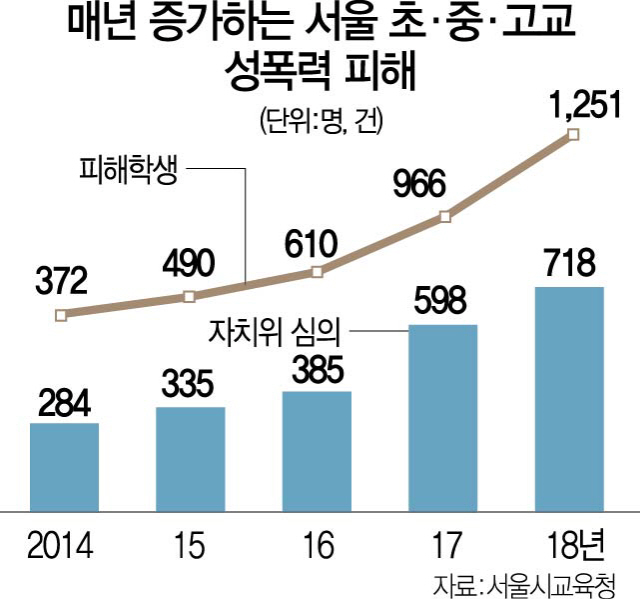 매년 증가하는 서울 초·중·고교
성폭력 피해
(단위:명, 건)
1,251
피해학생
966
610
490
372
718
598
자치위 심의
385
335
284
2014 15 16 17 18년
자료:서울시교육청